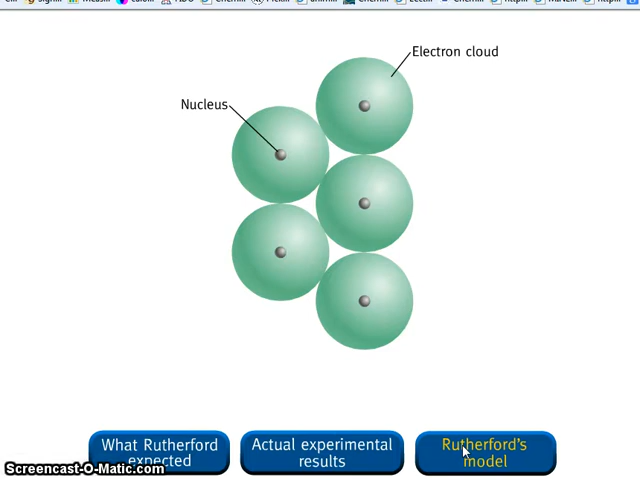 Electron cloud
Nucleus
What Rutherford
expected
Actual experimental
results
Rutherford's
model
Screencast-O-Matic.com